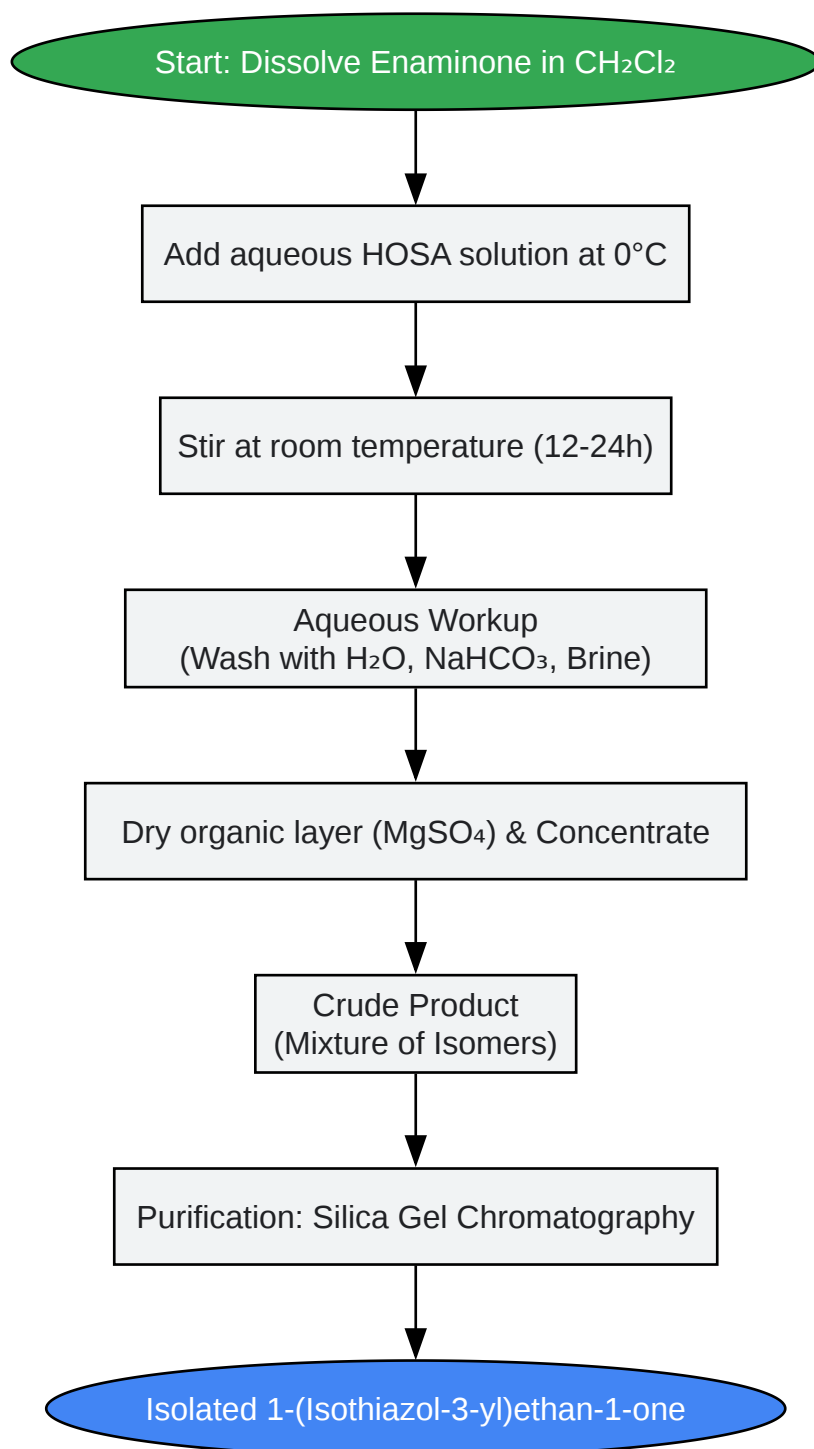 Start: Dissolve Enaminone in CH₂Cl₂
Add aqueous HOSA solution at 0°C
Stir at room temperature (12-24h)
Aqueous Workup
(Wash with H₂O, NaHCO₃, Brine)
Dry organic layer (MgSO₄) & Concentrate
Crude Product
(Mixture of Isomers)
Purification: Silica Gel Chromatography
Isolated 1-(Isothiazol-3-yl)ethan-1-one